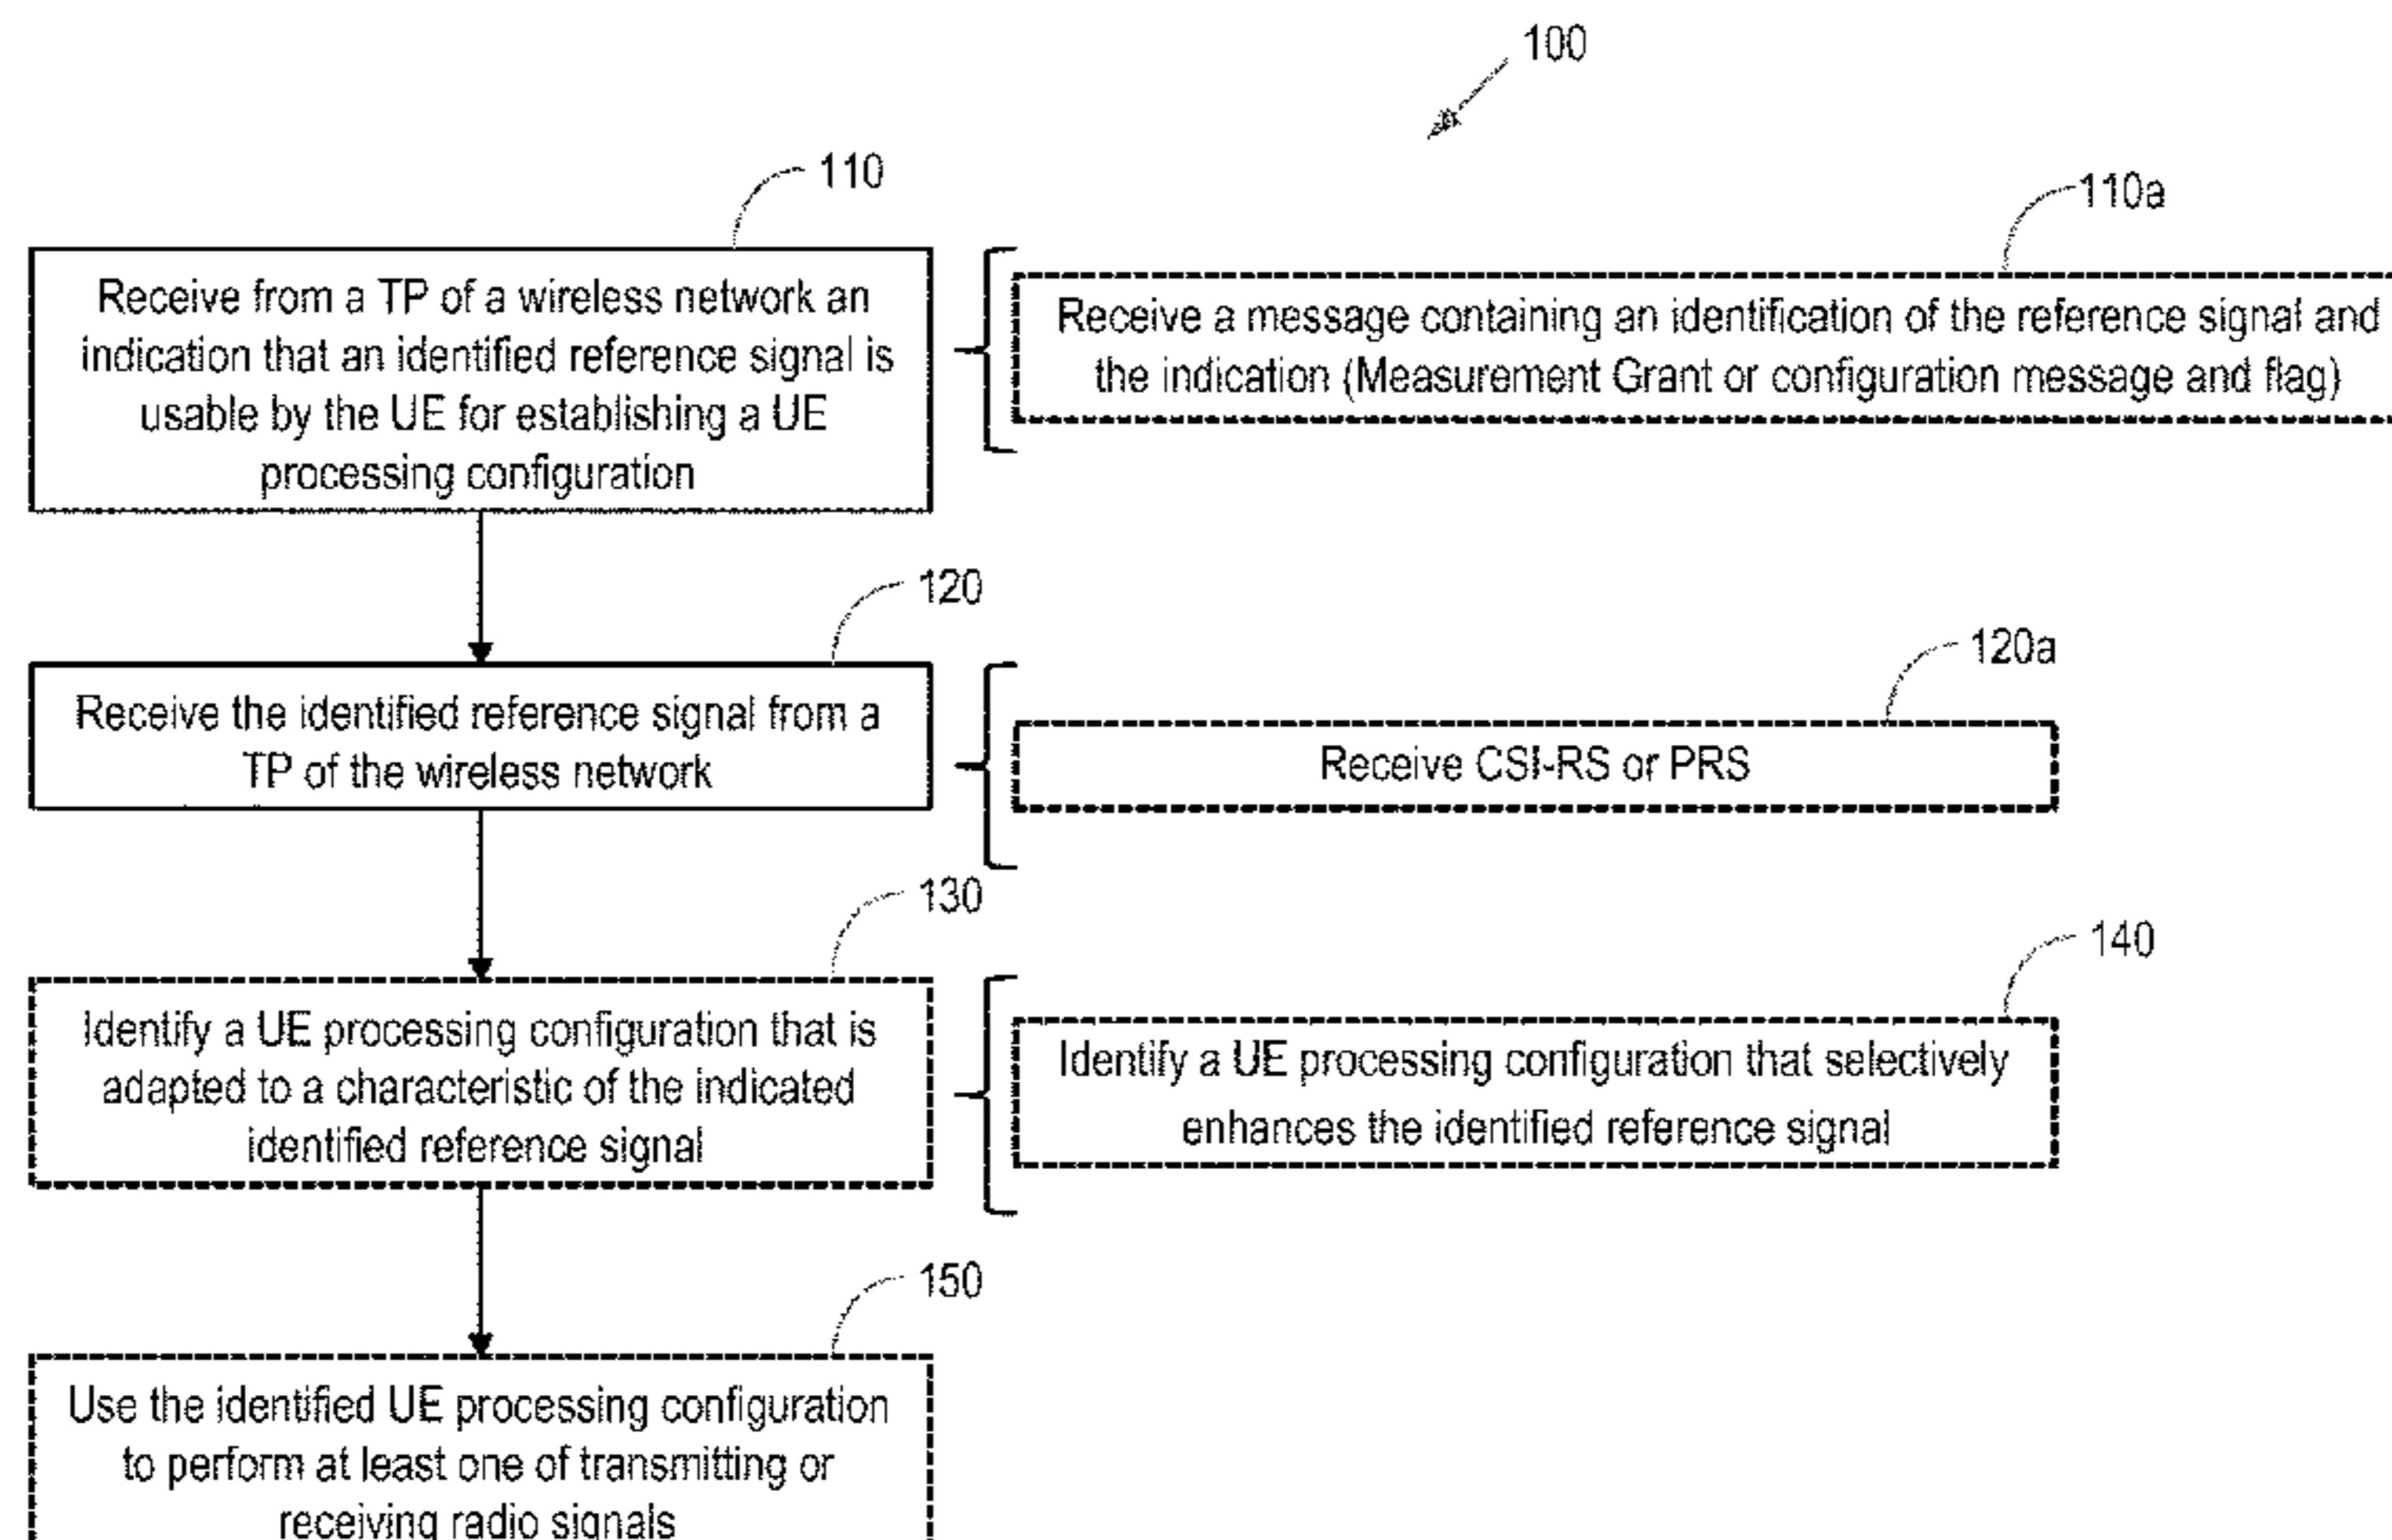 100
110
Receive from a TP of a wireless network an
indication that an identified reference signal is
usable by the UE for establishing a UE
processing configuration
110a
Receive a message containing an identification of the reference signal and
the indication (Measurement Grant or configuration message and flag)
120
Receive the identified reference signal from a
TP of the wireless network
120a
Receive CSI-RS or PRS
130
Identify a UE processing configuration that is
adapted to a characteristic of the indicated
identified reference signal
140
Identify a UE processing configuration that selectively
enhances the identified reference signal
150
Use the identified UE processing configuration
to perform at least one of transmitting or
receiving radio signals